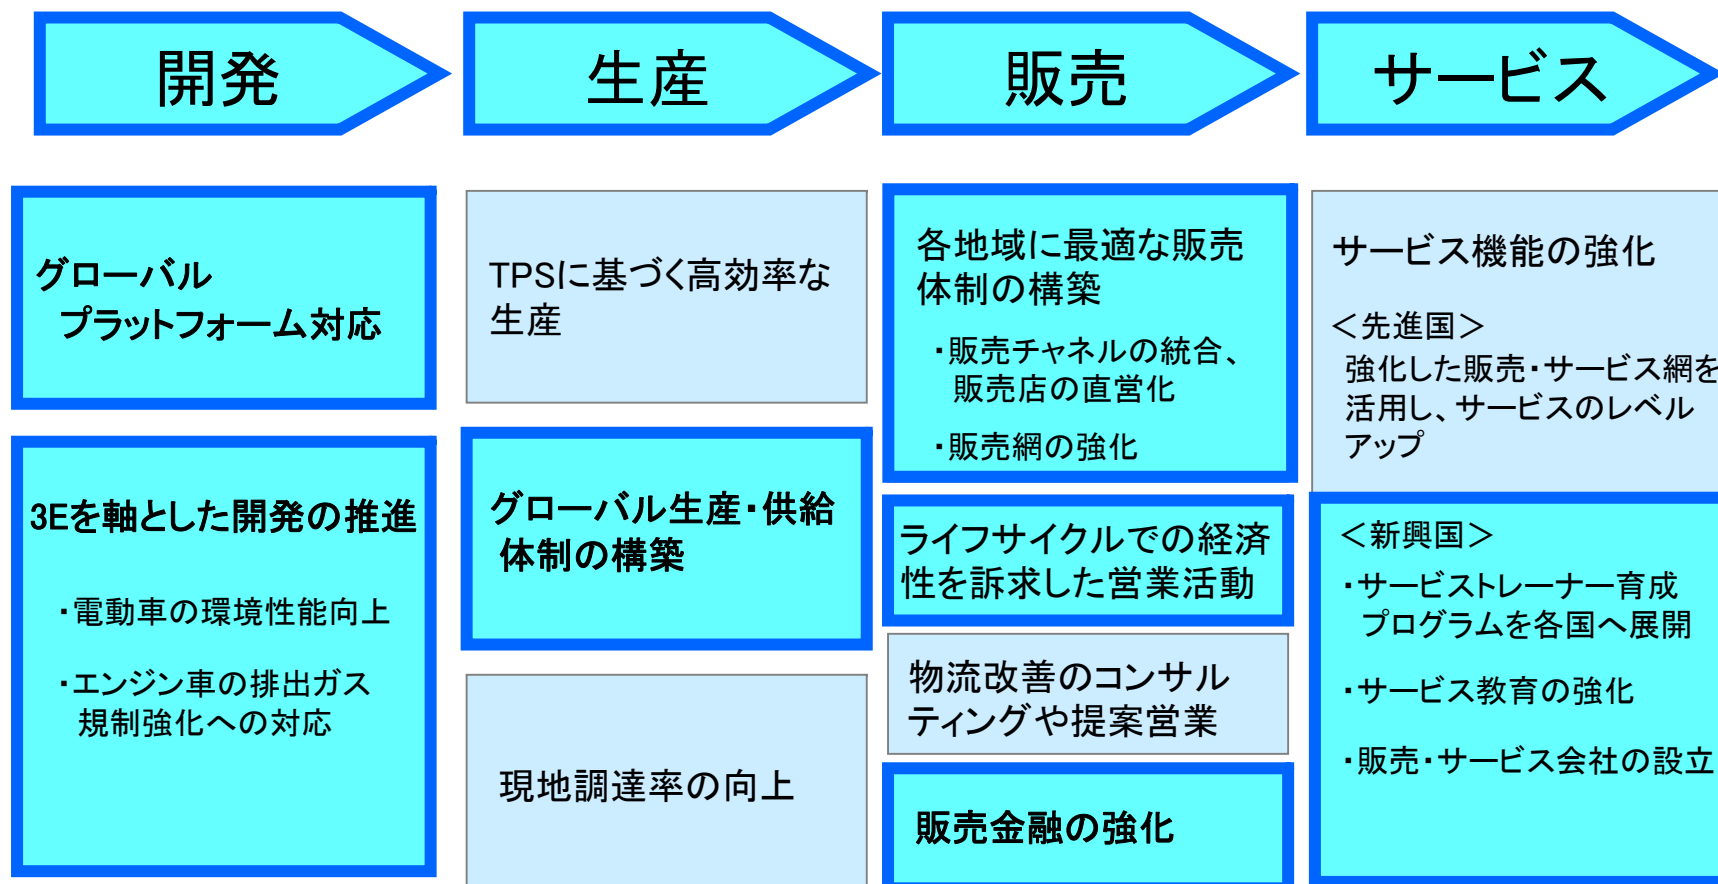 開発
生産
販売
サービス
グローバル
プラットフォーム対応
3Eを軸とした開発の推進
・電動車の環境性能向上
・エンジン車の排出ガス
規制強化への対応
TPSに基づく高効率な
生産
グローバル生産・供給
体制の構築
現地調達率の向上
各地域に最適な販売
体制の構築
・販売チャネルの統合、
販売店の直営化
・販売網の強化
ライフサイクルでの経済
性を訴求した営業活動
物流改善のコンサル
ティングや提案営業
販売金融の強化
サービス機能の強化
＜先進国＞
強化した販売・サービス網を
活用し、サービスのレベル
アップ
＜新興国＞
・サービストレーナー育成
プログラムを各国へ展開
・サービス教育の強化
・販売・サービス会社の設立